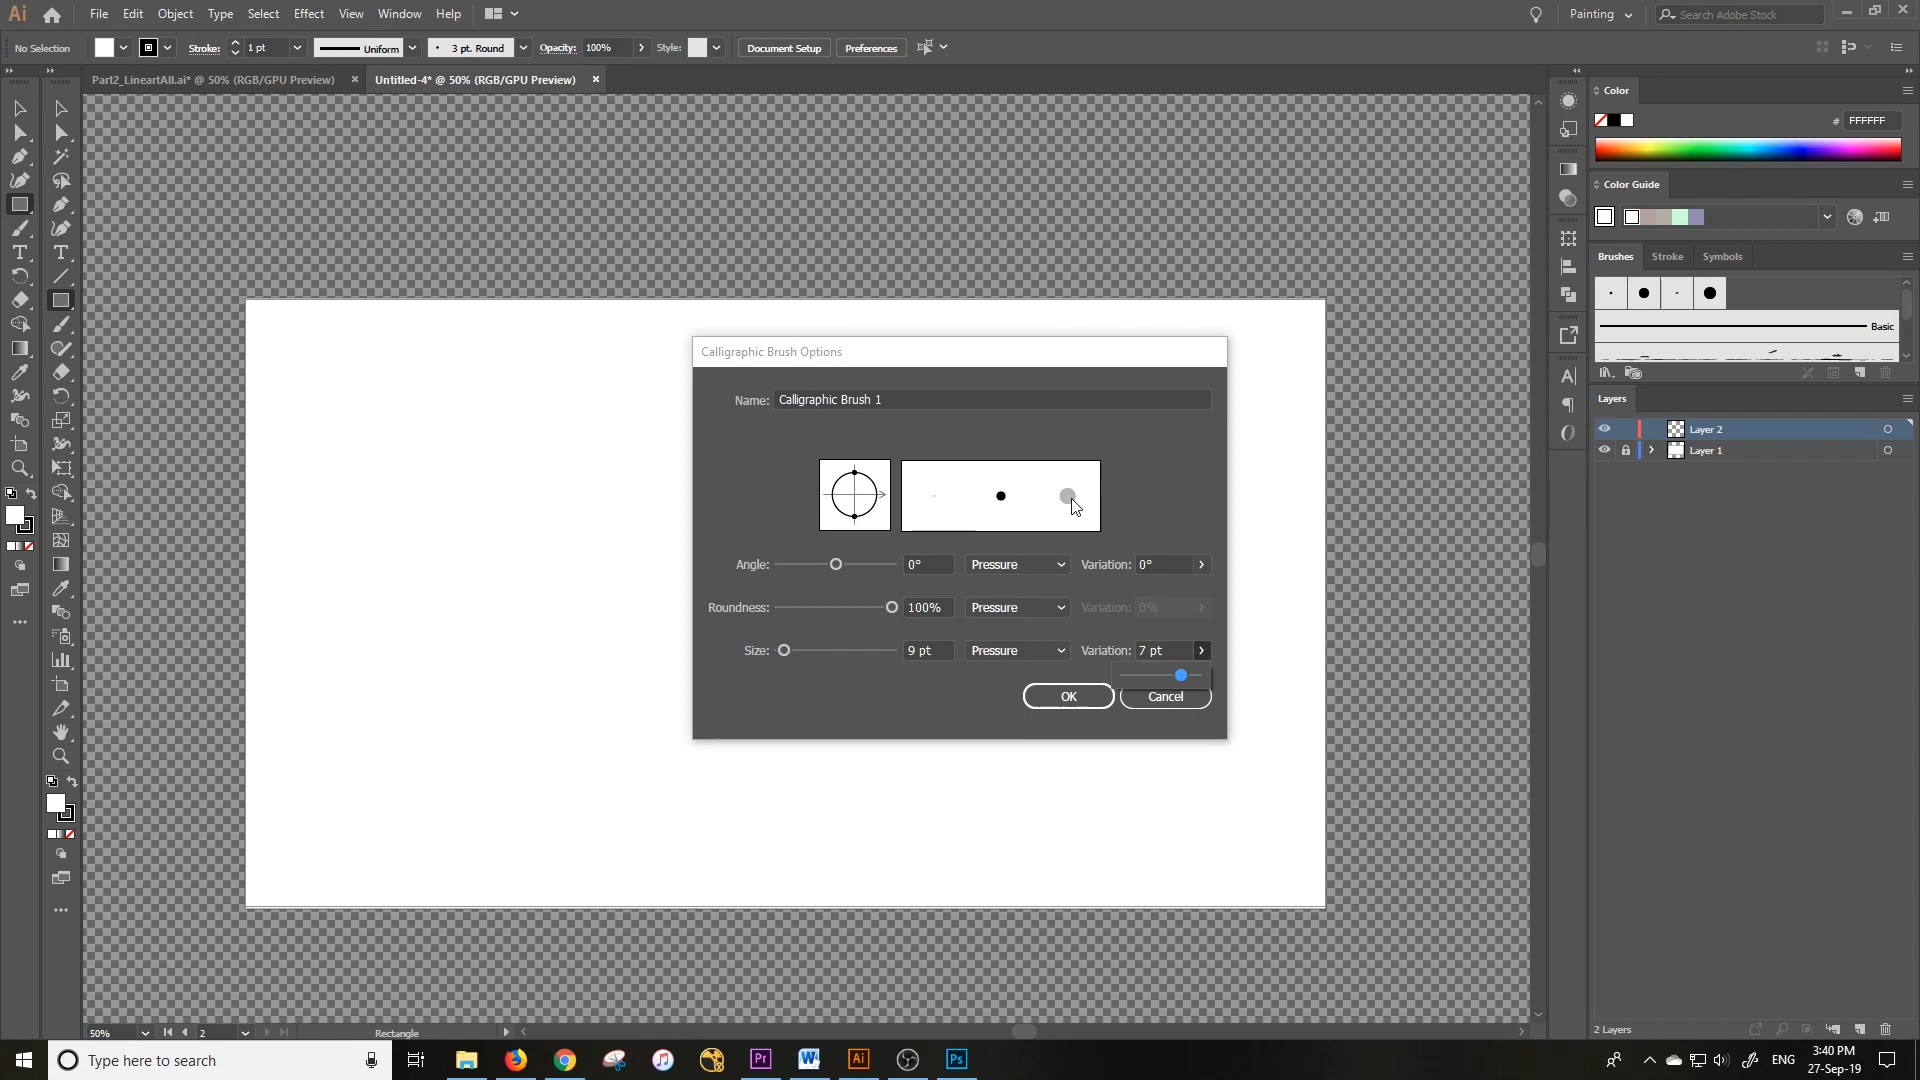 Ai File Edit Object Type Select Effect View Window Help Painting Search Adobe Stock
No Selection Stroke: 1 pt Uniform 3 pt. Round Opacity: 100% Style: Document Setup Preferences
Part2_LineartAll.ai* @ 50% (RGB/GPU Preview) × Untitled-4* @ 50% (RGB/GPU Preview) ×
Color
# FFFFFF
Color Guide
Brushes Stroke Symbols
Basic
Layers
Layer 2
Layer 1
Calligraphic Brush Options
Name: Calligraphic Brush 1
Angle: 0° Pressure Variation: 0°
Roundness: 100% Pressure Variation: 0%
Size: 9 pt Pressure Variation: 7 pt
OK Cancel
50% 2 Rectangle
2 Layers
Type here to search Pr W Ai Ps ENG 3:40 PM
27-Sep-19